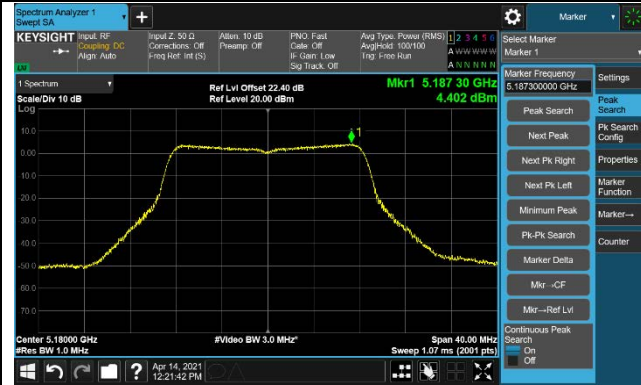 Spectrum Analyzer 1
Swept SA
+
Marker
KEYSIGHT
Input: RF
Coupling: DC
Align: Auto
Input Z: 50 Ω
Corrections: Off
Freq Ref: Int (S)
Atten: 10 dB
Preamp: Off
PNO: Fast
Gate: Off
IF Gain: Low
Sig Track: Off
Avg Type: Power (RMS)
Avg|Hold: 100/100
Trig: Free Run
1 2 3 4 5 6
A W W W W W
A N N N N N
Select Marker
Marker 1
1 Spectrum
Scale/Div 10 dB
Log
Ref Lvl Offset 22.40 dB
Ref Level 20.00 dBm
Mkr1 5.187 30 GHz
4.402 dBm
10.0
0.00
10.0
20.0
30.0
40.0
50.0
60.0
70.0
1
Center 5.18000 GHz
#Res BW 1.0 MHz
#Video BW 3.0 MHz*
Span 40.00 MHz
Sweep 1.07 ms (2001 pts)
Marker Frequency
5.187300000 GHz
Peak Search
Next Peak
Next Pk Right
Next Pk Left
Minimum Peak
Pk-Pk Search
Marker Delta
Mkr→CF
Mkr→Ref Lvl
Continuous Peak
Search
On
Off
Settings
Peak
Search
Pk Search
Config
Properties
Marker
Function
Marker→
Counter
?
Apr 14, 2021
12:21:42 PM